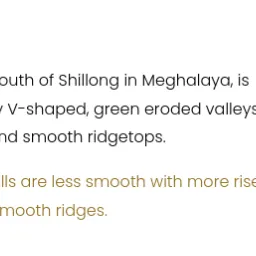 outh of Shillong in Meghalaya, is
V-shaped, green eroded valleys
nd smooth ridgetops.
lls are less smooth with more rise
mooth ridges.